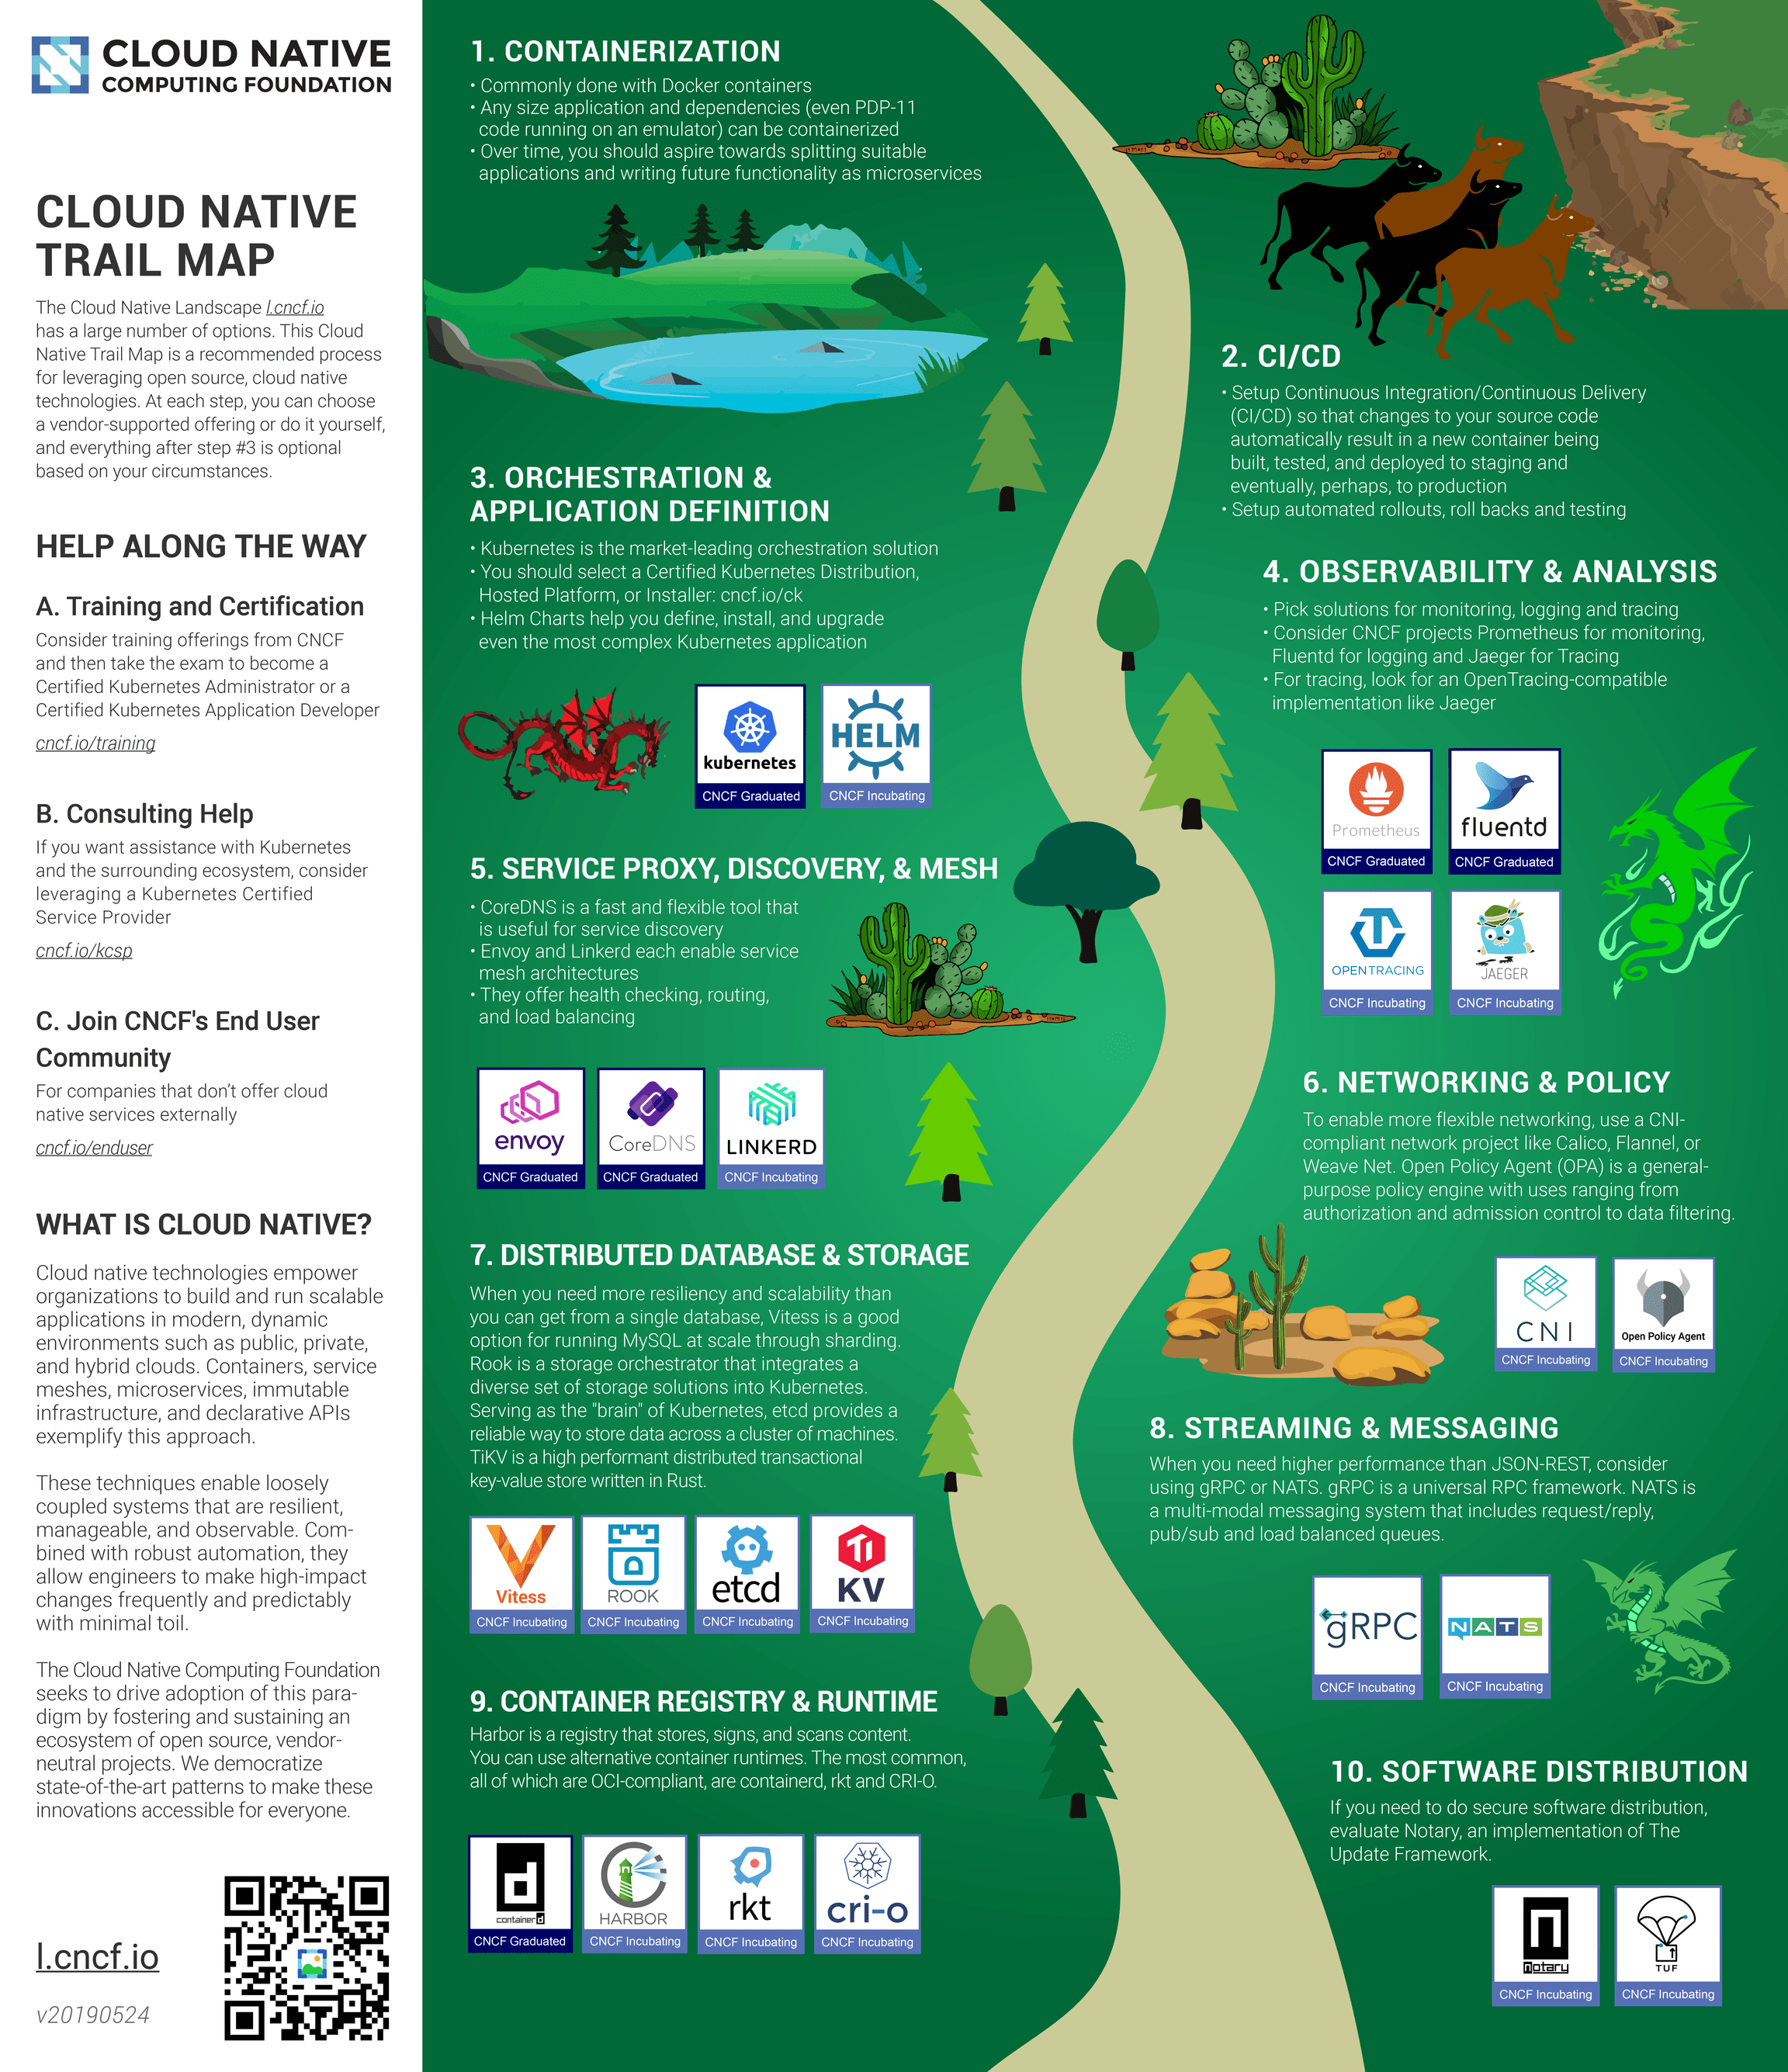 CLOUD NATIVE
COMPUTING FOUNDATION
CLOUD NATIVE
TRAIL MAP
The Cloud Native Landscape l.cncf.io
has a large number of options. This Cloud
Native Trail Map is a recommended process
for leveraging open source, cloud native
technologies. At each step, you can choose
a vendor-supported offering or do it yourself,
and everything after step #3 is optional
based on your circumstances.
HELP ALONG THE WAY
A. Training and Certification
Consider training offerings from CNCF
and then take the exam to become a
Certified Kubernetes Administrator or a
Certified Kubernetes Application Developer
cncf.io/training
B. Consulting Help
If you want assistance with Kubernetes
and the surrounding ecosystem, consider
leveraging a Kubernetes Certified
Service Provider
cncf.io/kcsp
C. Join CNCF's End User
Community
For companies that don’t offer cloud
native services externally
cncf.io/enduser
WHAT IS CLOUD NATIVE?
Cloud native technologies empower
organizations to build and run scalable
applications in modern, dynamic
environments such as public, private,
and hybrid clouds. Containers, service
meshes, microservices, immutable
infrastructure, and declarative APIs
exemplify this approach.
These techniques enable loosely
coupled systems that are resilient,
manageable, and observable. Com-
bined with robust automation, they
allow engineers to make high-impact
changes frequently and predictably
with minimal toil.
The Cloud Native Computing Foundation
seeks to drive adoption of this para-
digm by fostering and sustaining an
ecosystem of open source, vendor-
neutral projects. We democratize
state-of-the-art patterns to make these
innovations accessible for everyone.
l.cncf.io
v20190524
1. CONTAINERIZATION
• Commonly done with Docker containers
• Any size application and dependencies (even PDP-11
code running on an emulator) can be containerized
• Over time, you should aspire towards splitting suitable
applications and writing future functionality as microservices
2. CI/CD
• Setup Continuous Integration/Continuous Delivery
(CI/CD) so that changes to your source code
automatically result in a new container being
built, tested, and deployed to staging and
eventually, perhaps, to production
• Setup automated rollouts, roll backs and testing
3. ORCHESTRATION &
APPLICATION DEFINITION
• Kubernetes is the market-leading orchestration solution
• You should select a Certified Kubernetes Distribution,
Hosted Platform, or Installer: cncf.io/ck
• Helm Charts help you define, install, and upgrade
even the most complex Kubernetes application
kubernetes
CNCF Graduated
HELM
CNCF Incubating
4. OBSERVABILITY & ANALYSIS
• Pick solutions for monitoring, logging and tracing
• Consider CNCF projects Prometheus for monitoring,
Fluentd for logging and Jaeger for Tracing
• For tracing, look for an OpenTracing-compatible
implementation like Jaeger
Prometheus
CNCF Graduated
fluentd
CNCF Graduated
OPENTRACING
CNCF Incubating
JAEGER
CNCF Incubating
5. SERVICE PROXY, DISCOVERY, & MESH
• CoreDNS is a fast and flexible tool that
is useful for service discovery
• Envoy and Linkerd each enable service
mesh architectures
• They offer health checking, routing,
and load balancing
envoy
CNCF Graduated
CoreDNS
CNCF Graduated
LINKERD
CNCF Incubating
6. NETWORKING & POLICY
To enable more flexible networking, use a CNI-
compliant network project like Calico, Flannel, or
Weave Net. Open Policy Agent (OPA) is a general-
purpose policy engine with uses ranging from
authorization and admission control to data filtering.
CNI
CNCF Incubating
Open Policy Agent
CNCF Incubating
7. DISTRIBUTED DATABASE & STORAGE
When you need more resiliency and scalability than
you can get from a single database, Vitess is a good
option for running MySQL at scale through sharding.
Rook is a storage orchestrator that integrates a
diverse set of storage solutions into Kubernetes.
Serving as the "brain" of Kubernetes, etcd provides a
reliable way to store data across a cluster of machines.
TiKV is a high performant distributed transactional
key-value store written in Rust.
Vitess
CNCF Incubating
ROOK
CNCF Incubating
etcd
CNCF Incubating
TI
KV
CNCF Incubating
8. STREAMING & MESSAGING
When you need higher performance than JSON-REST, consider
using gRPC or NATS. gRPC is a universal RPC framework. NATS is
a multi-modal messaging system that includes request/reply,
pub/sub and load balanced queues.
gRPC
CNCF Incubating
NATS
CNCF Incubating
9. CONTAINER REGISTRY & RUNTIME
Harbor is a registry that stores, signs, and scans content.
You can use alternative container runtimes. The most common,
all of which are OCI-compliant, are containerd, rkt and CRI-O.
containerd
CNCF Graduated
HARBOR
CNCF Incubating
rkt
CNCF Incubating
cri-o
CNCF Incubating
10. SOFTWARE DISTRIBUTION
If you need to do secure software distribution,
evaluate Notary, an implementation of The
Update Framework.
notary
CNCF Incubating
TUF
CNCF Incubating